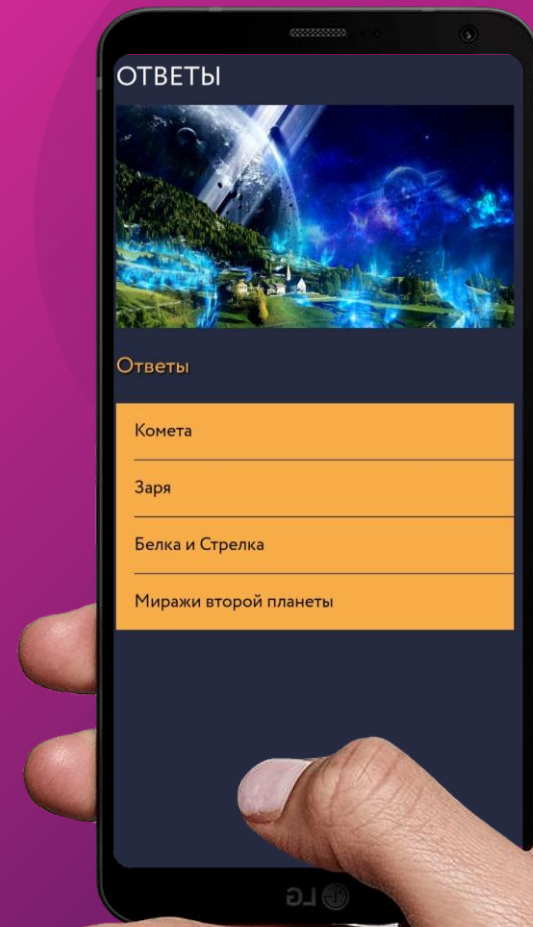 ОТВЕТЫ
Ответы
Комета
Заря
Белка и Стрелка
Миражи второй планеты
LG